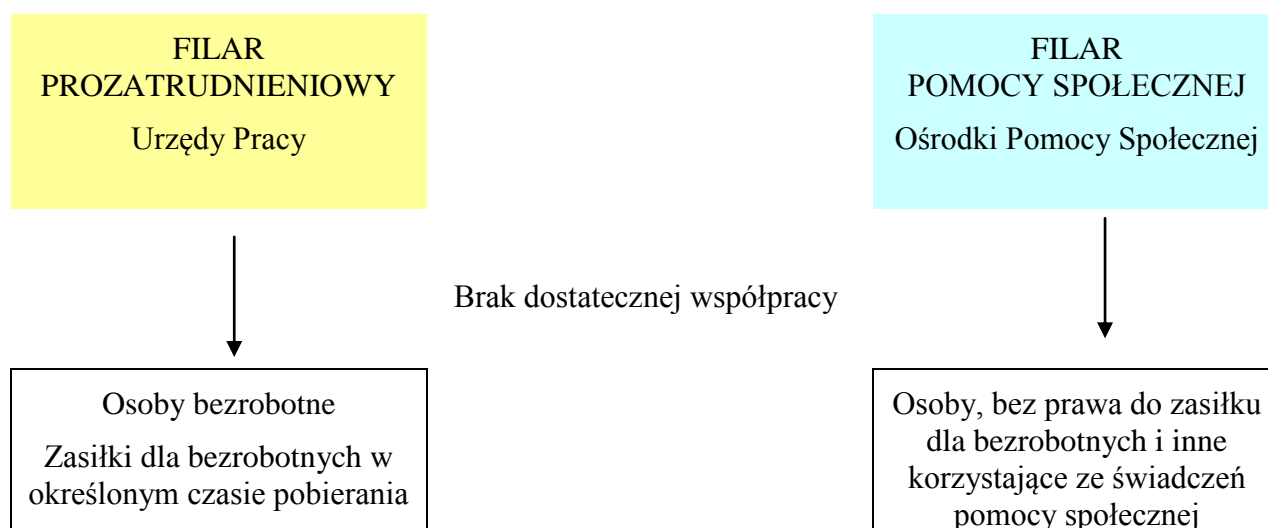 FILAR
PROZATRUDNIENIOWY
Urzędy Pracy
FILAR
POMOCY SPOŁECZNEJ
Ośrodki Pomocy Społecznej
Brak dostatecznej współpracy
Osoby bezrobotne
Zasiłki dla bezrobotnych w
określonym czasie pobierania
Osoby, bez prawa do zasiłku
dla bezrobotnych i inne
korzystające ze świadczeń
pomocy społecznej